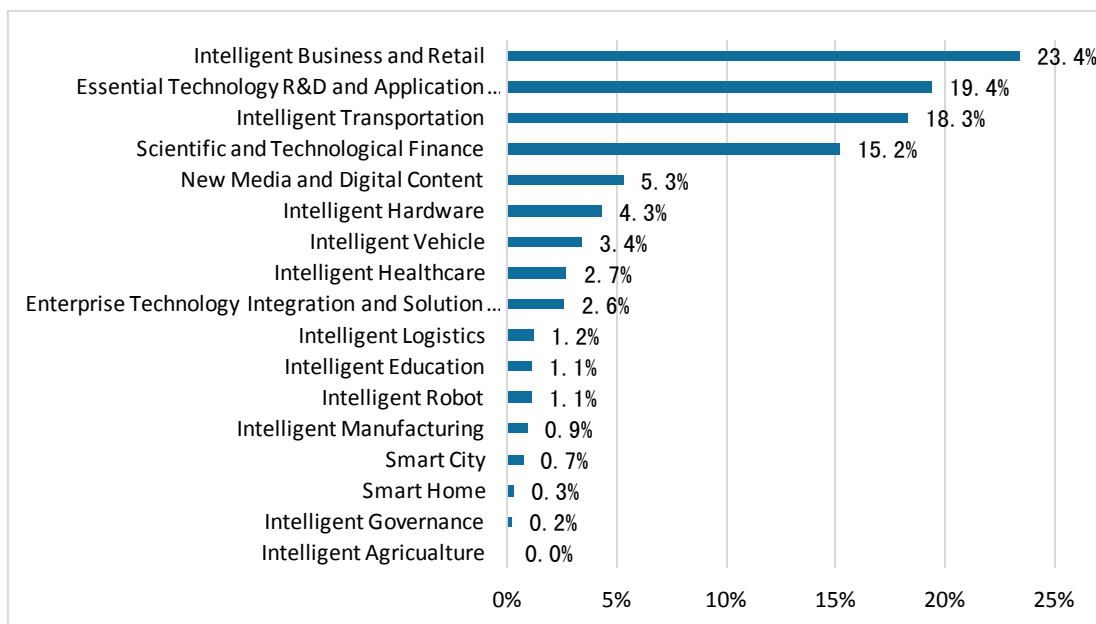 Intelligent Business and Retail 23.4%
Essential Technology R&D and Application ... 19.4%
Intelligent Transportation 18.3%
Scientific and Technological Finance 15.2%
New Media and Digital Content 5.3%
Intelligent Hardware 4.3%
Intelligent Vehicle 3.4%
Intelligent Healthcare 2.7%
Enterprise Technology Integration and Solution ... 2.6%
Intelligent Logistics 1.2%
Intelligent Education 1.1%
Intelligent Robot 1.1%
Intelligent Manufacturing 0.9%
Smart City 0.7%
Smart Home 0.3%
Intelligent Governance 0.2%
Intelligent Agricualture 0.0%
0% 5% 10% 15% 20% 25%